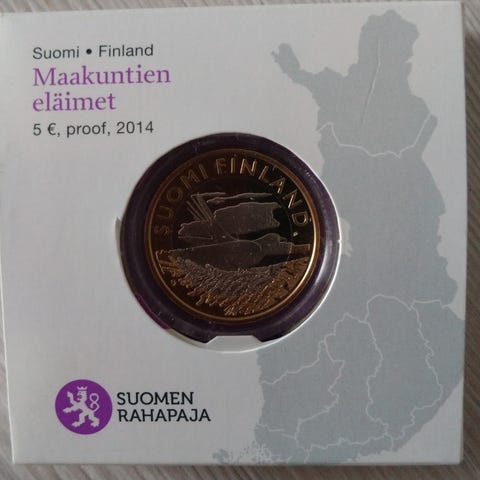 Suomi • Finland
Maakuntien
eläimet
5 €, proof, 2014
SUOMI FINLAND
SUOMEN
RAHAPAJA